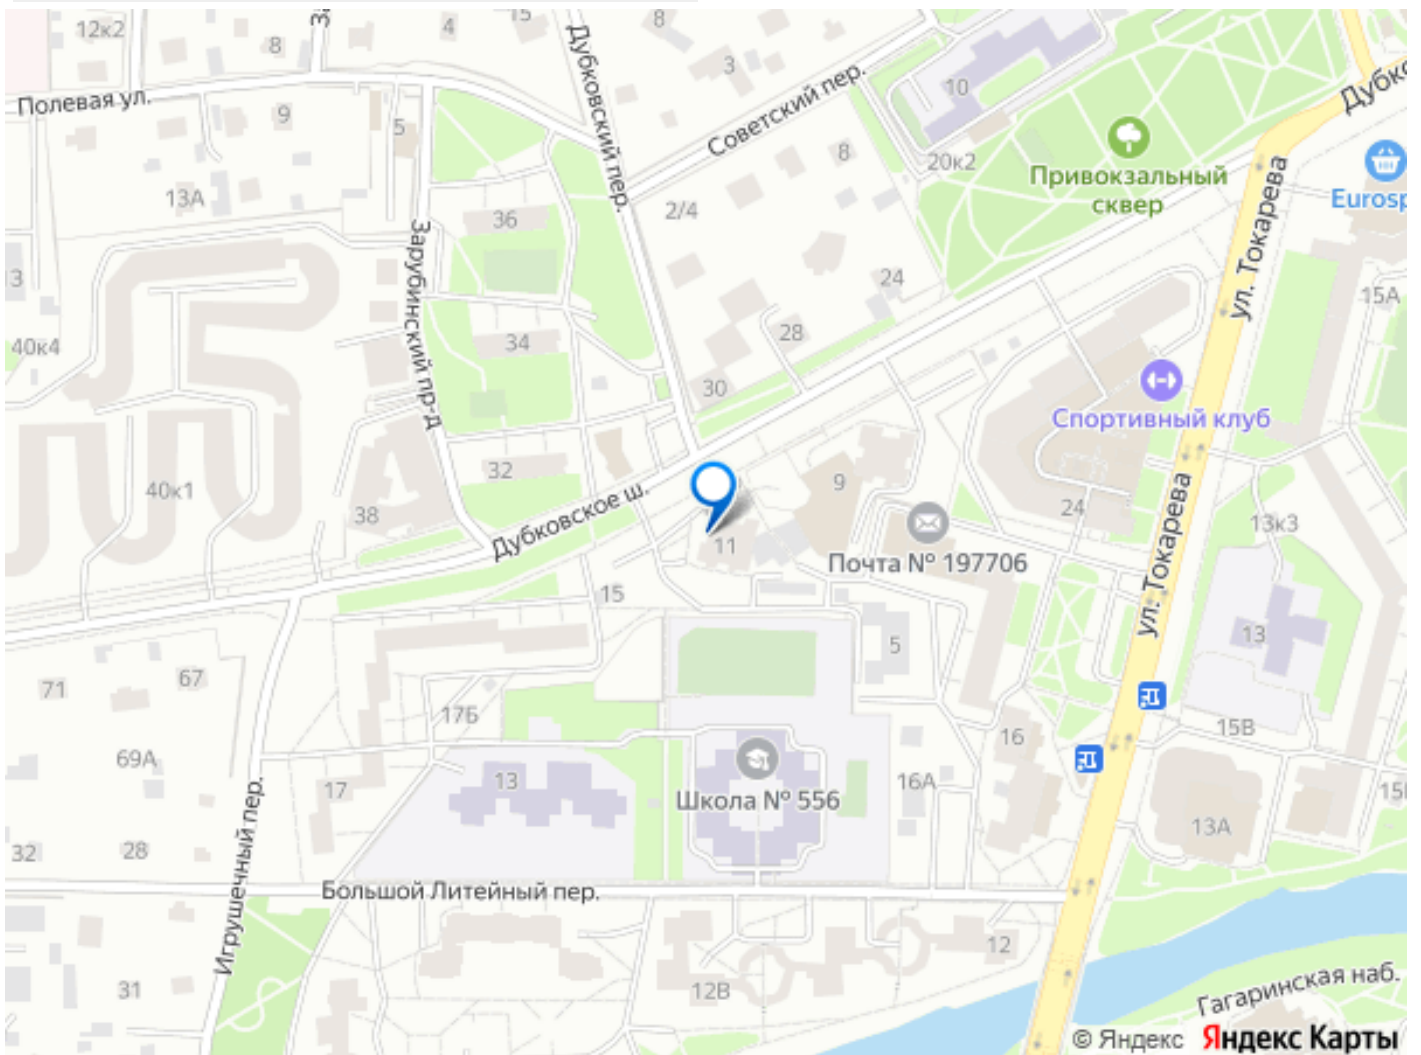 12к2
8
4
15
8
3
10
Дубковский пер.
Советский пер.
Полевая ул.
9
5
13А
8
20к2
2/4
Привокзальный
сквер
ул. Токарева
Eurosp
36
Зарубинский пр-д
24
15А
40к4
34
28
30
Спортивный клуб
32
40к1
38
Дубковское ш.
9
24
13к3
11
Почта № 197706
ул. Токарева
15
5
13
71
67
17Б
16
15В
69А
17
13
Школа № 556
16А
13А
32
28
Большой Литейный пер.
Игрушечный пер.
12
31
12В
Гагаринская наб.
© Яндекс Яндекс Карты